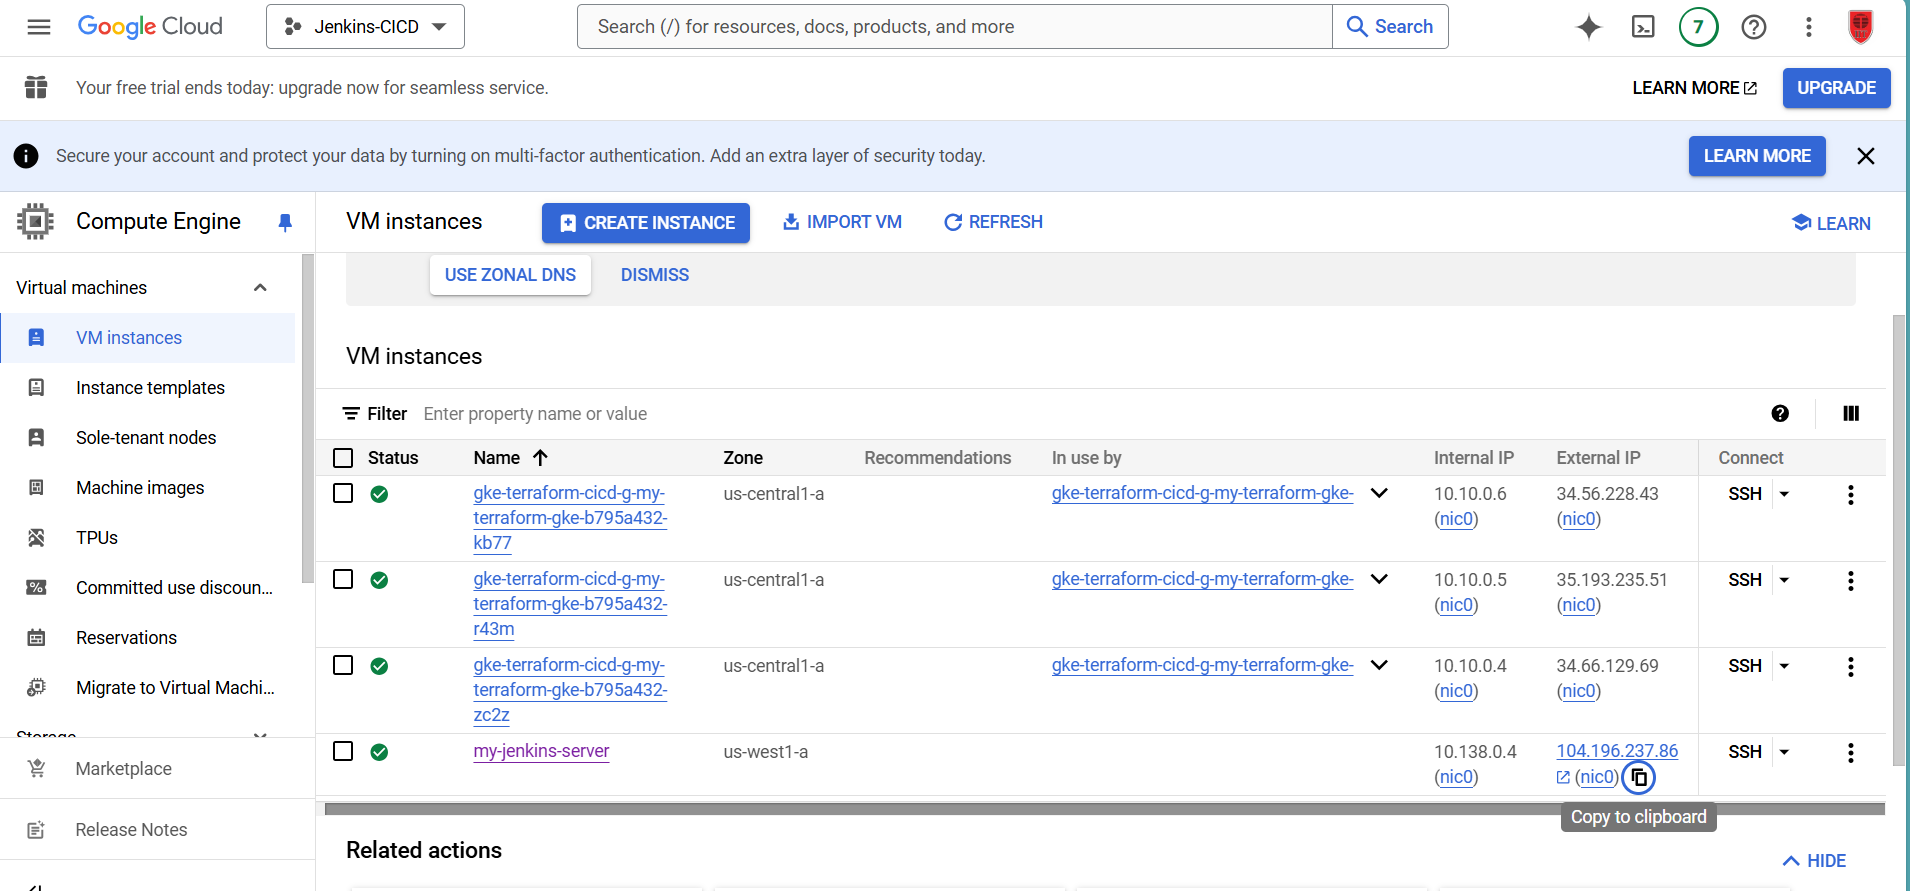 Google Cloud
Jenkins-CICD
Search (/) for resources, docs, products, and more
Search
7
Your free trial ends today: upgrade now for seamless service.
LEARN MORE
UPGRADE
Secure your account and protect your data by turning on multi-factor authentication. Add an extra layer of security today.
LEARN MORE
Compute Engine
VM instances
CREATE INSTANCE
IMPORT VM
REFRESH
LEARN
USE ZONAL DNS
DISMISS
Virtual machines
VM instances
Instance templates
Sole-tenant nodes
Machine images
TPUs
Committed use discoun...
Reservations
Migrate to Virtual Machi...
Storage
Marketplace
Release Notes
VM instances
Filter Enter property name or value
Status Name Zone Recommendations In use by Internal IP External IP Connect
gke-terraform-cicd-g-my- us-central1-a gke-terraform-cicd-g-my-terraform-gke- 10.10.0.6 34.56.228.43 SSH
terraform-gke-b795a432- (nic0) (nic0)
kb77
gke-terraform-cicd-g-my- us-central1-a gke-terraform-cicd-g-my-terraform-gke- 10.10.0.5 35.193.235.51 SSH
terraform-gke-b795a432- (nic0) (nic0)
r43m
gke-terraform-cicd-g-my- us-central1-a gke-terraform-cicd-g-my-terraform-gke- 10.10.0.4 34.66.129.69 SSH
terraform-gke-b795a432- (nic0) (nic0)
zc2z
my-jenkins-server us-west1-a 10.138.0.4 104.196.237.86 SSH
(nic0) (nic0)
Copy to clipboard
Related actions
HIDE